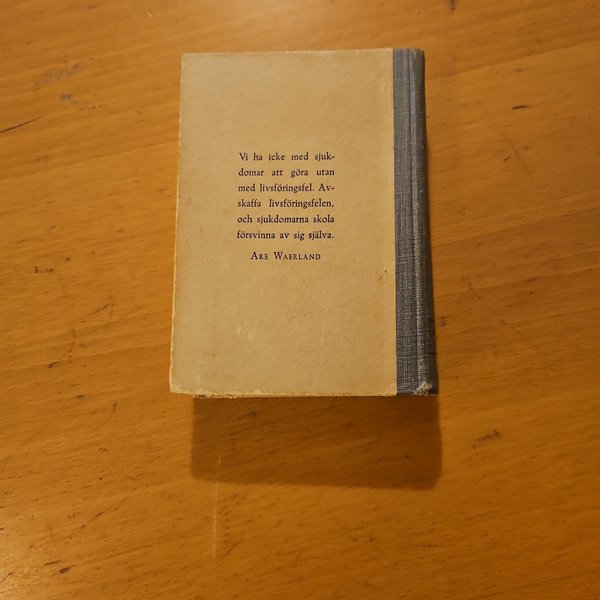 Vi ha icke med sjuk-
domar att göra utan
med livsföringsfel. Av-
skaffa livsföringsfelen,
och sjukdomarna skola
försvinna av sig själva.
ARE WAERLAND